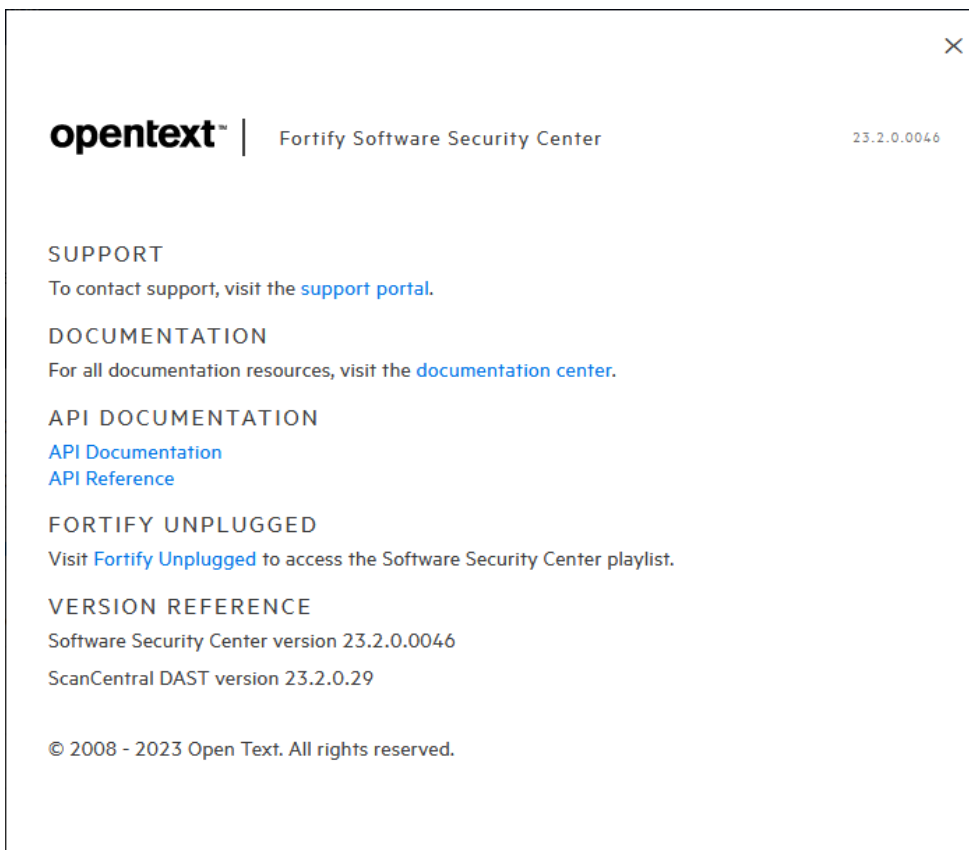 opentext™ | Fortify Software Security Center 23.2.0.0046
SUPPORT
To contact support, visit the support portal.
DOCUMENTATION
For all documentation resources, visit the documentation center.
API DOCUMENTATION
API Documentation
API Reference
FORTIFY UNPLUGGED
Visit Fortify Unplugged to access the Software Security Center playlist.
VERSION REFERENCE
Software Security Center version 23.2.0.0046
ScanCentral DAST version 23.2.0.29
© 2008 - 2023 Open Text. All rights reserved.